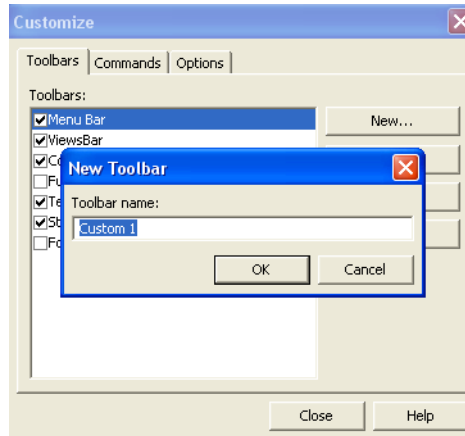 Customize
Toolbars Commands Options
Toolbars:
Menu Bar New...
ViewsBar
New Toolbar
Toolbar name:
Custom 1
OK Cancel
Close Help